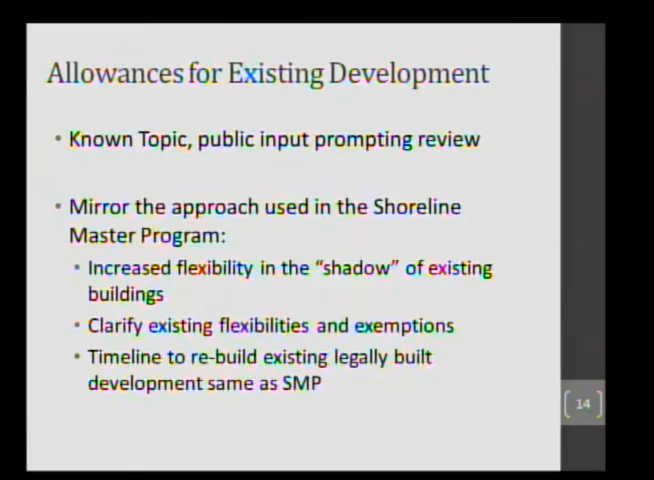 Allowances for Existing Development
• Known Topic, public input prompting review
• Mirror the approach used in the Shoreline
Master Program:
• Increased flexibility in the “shadow” of existing
buildings
• Clarify existing flexibilities and exemptions
• Timeline to re-build existing legally built
development same as SMP
[ 14 ]